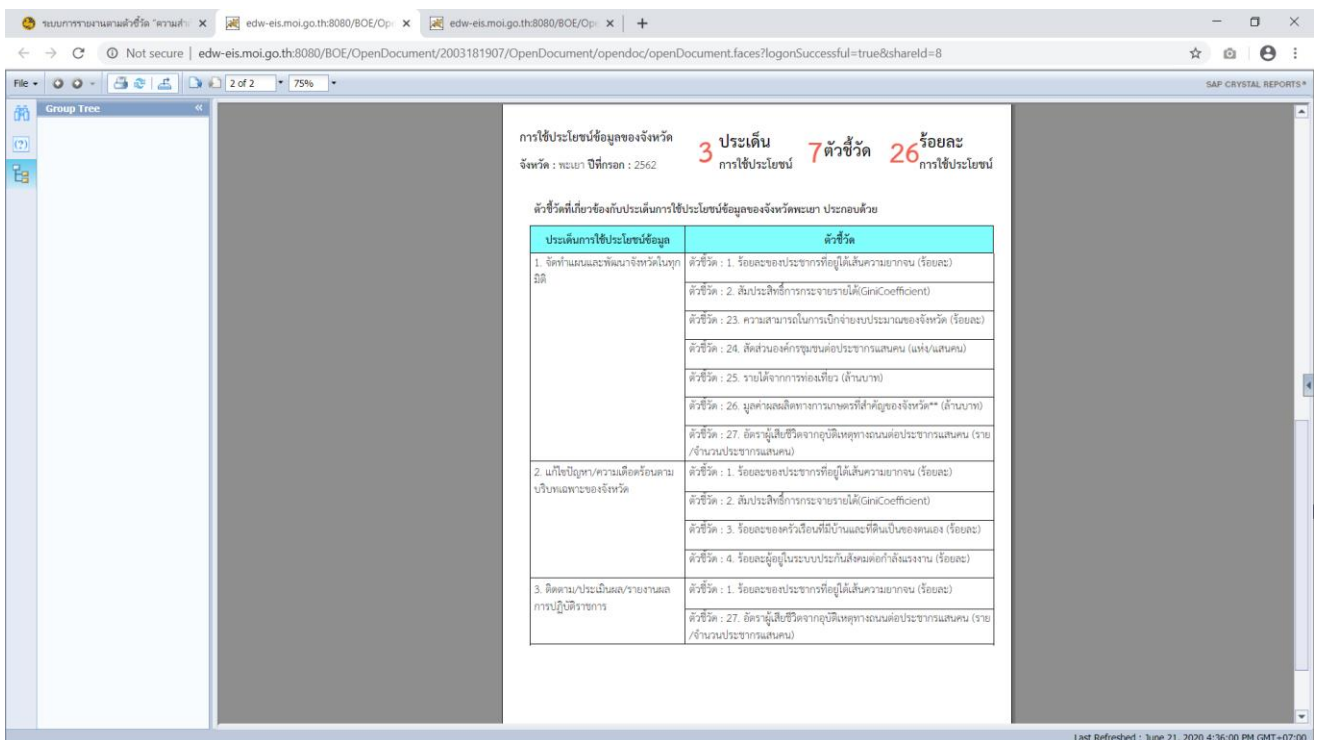 ระบบการรายงานตามตัวชี้วัด "ความสำ
edw-eis.moi.go.th:8080/BOE/Op
edw-eis.moi.go.th:8080/BOE/Op
Not secure | edw-eis.moi.go.th:8080/BOE/OpenDocument/2003181907/OpenDocument/opendoc/openDocument.faces?logonSuccessful=true&shareId=8
File
2 of 2
75%
SAP CRYSTAL REPORTS®
Group Tree
การใช้ประโยชน์ข้อมูลของจังหวัด
จังหวัด : พะเยา ปีที่กรอก : 2562
3 ประเด็น
การใช้ประโยชน์
7 ตัวชี้วัด
26 ร้อยละ
การใช้ประโยชน์
ตัวชี้วัดที่เกี่ยวข้องกับประเด็นการใช้ประโยชน์ข้อมูลของจังหวัดพะเยา ประกอบด้วย
ประเด็นการใช้ประโยชน์ข้อมูล
ตัวชี้วัด
1. จัดทำแผนและพัฒนาจังหวัดในทุก
มิติ
ตัวชี้วัด : 1. ร้อยละของประชากรที่อยู่ใต้เส้นความยากจน (ร้อยละ)
ตัวชี้วัด : 2. สัมประสิทธิ์การกระจายรายได้(GiniCoefficient)
ตัวชี้วัด : 23. ความสามารถในการเบิกจ่ายงบประมาณของจังหวัด (ร้อยละ)
ตัวชี้วัด : 24. สัดส่วนองค์กรชุมชนต่อประชากรแสนคน (แห่ง/แสนคน)
ตัวชี้วัด : 25. รายได้จากการท่องเที่ยว (ล้านบาท)
ตัวชี้วัด : 26. มูลค่าผลผลิตทางการเกษตรที่สำคัญของจังหวัด** (ล้านบาท)
ตัวชี้วัด : 27. อัตราผู้เสียชีวิตจากอุบัติเหตุทางถนนต่อประชากรแสนคน (ราย
/จำนวนประชากรแสนคน)
2. แก้ไขปัญหา/ความเดือดร้อนตาม
บริบทเฉพาะของจังหวัด
ตัวชี้วัด : 1. ร้อยละของประชากรที่อยู่ใต้เส้นความยากจน (ร้อยละ)
ตัวชี้วัด : 2. สัมประสิทธิ์การกระจายรายได้(GiniCoefficient)
ตัวชี้วัด : 3. ร้อยละของครัวเรือนที่มีบ้านและที่ดินเป็นของตนเอง (ร้อยละ)
ตัวชี้วัด : 4. ร้อยละผู้อยู่ในระบบประกันสังคมต่อกำลังแรงงาน (ร้อยละ)
3. ติดตาม/ประเมินผล/รายงานผล
การปฏิบัติราชการ
ตัวชี้วัด : 1. ร้อยละของประชากรที่อยู่ใต้เส้นความยากจน (ร้อยละ)
ตัวชี้วัด : 27. อัตราผู้เสียชีวิตจากอุบัติเหตุทางถนนต่อประชากรแสนคน (ราย
/จำนวนประชากรแสนคน)
Last Refreshed : June 21, 2020 4:36:00 PM GMT+07:00